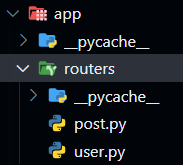 app
__pycache__
routers
__pycache__
post.py
user.py